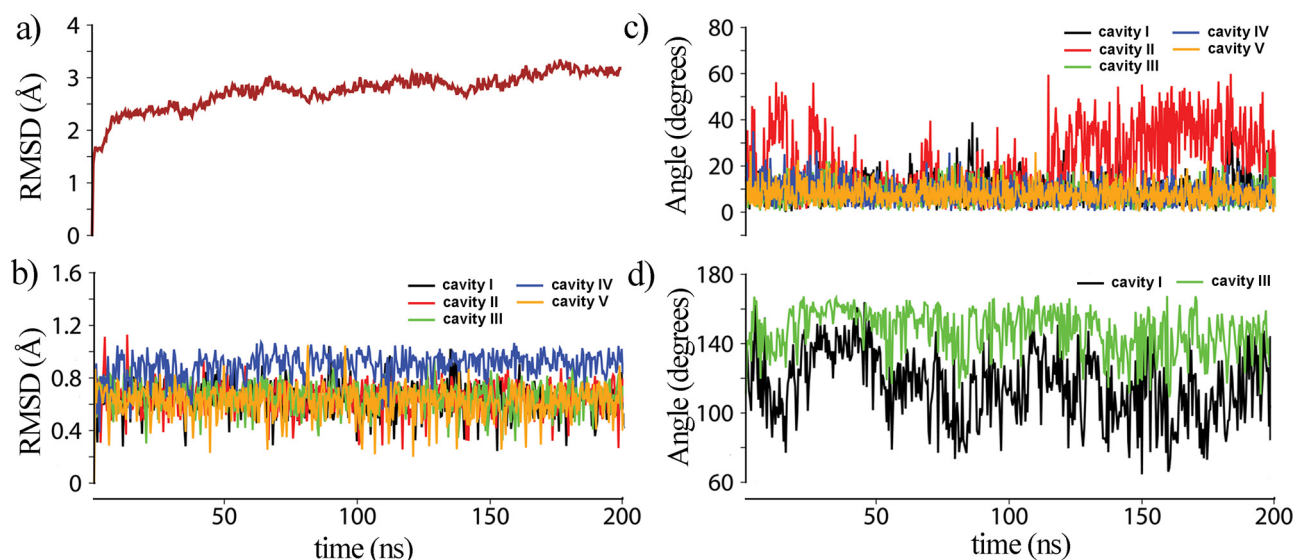 a)
4
3
2
1
0
RMSD (Å)
b)
1.6
1.2
0.8
0.4
0
RMSD (Å)
cavity I
cavity II
cavity III
cavity IV
cavity V
50
100
150
200
time (ns)
c)
80
60
40
20
0
Angle (degrees)
cavity I
cavity II
cavity III
cavity IV
cavity V
d)
180
140
100
60
Angle (degrees)
cavity I
cavity III
50
100
150
200
time (ns)